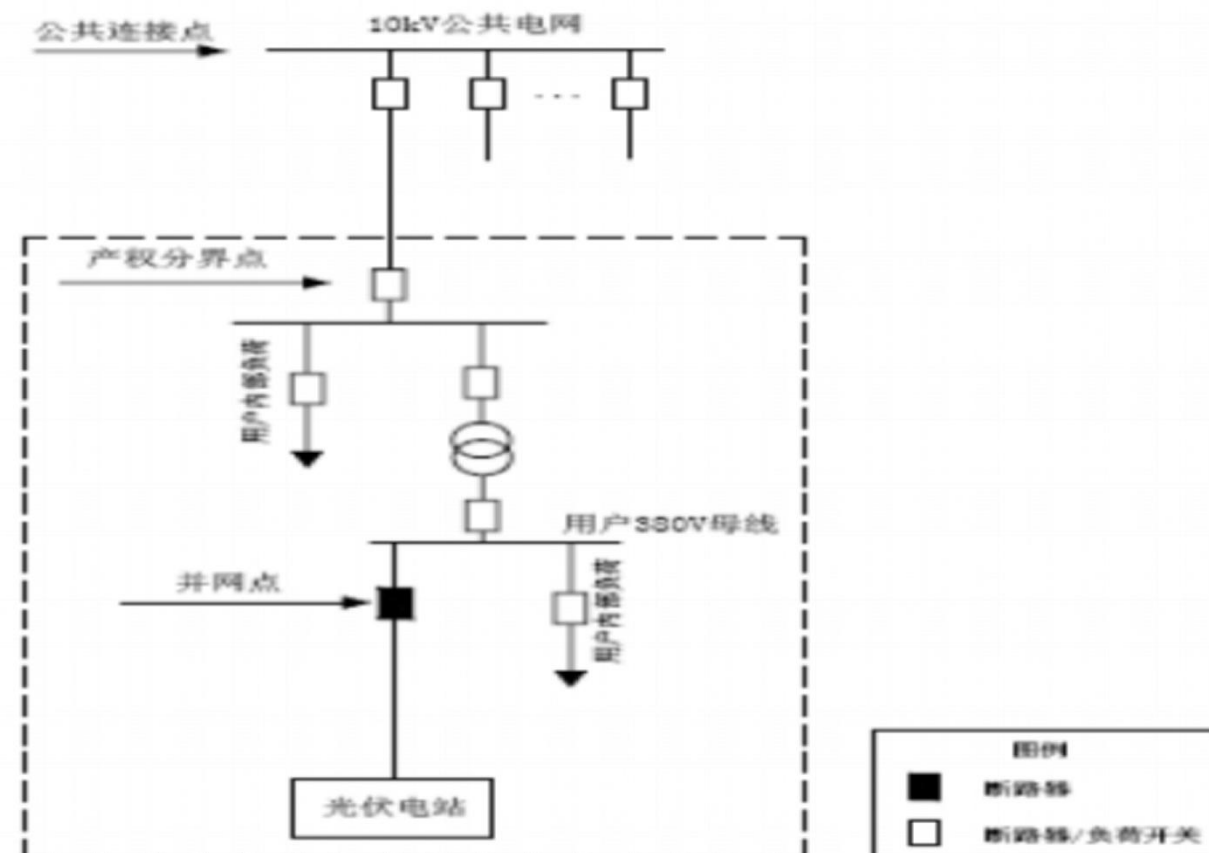 10kV公共电网
公共连接点
产权分界点
用户内部负荷
用户380V母线
并网点
用户内部负荷
光伏电站
图例
断路器
断路器/负荷开关